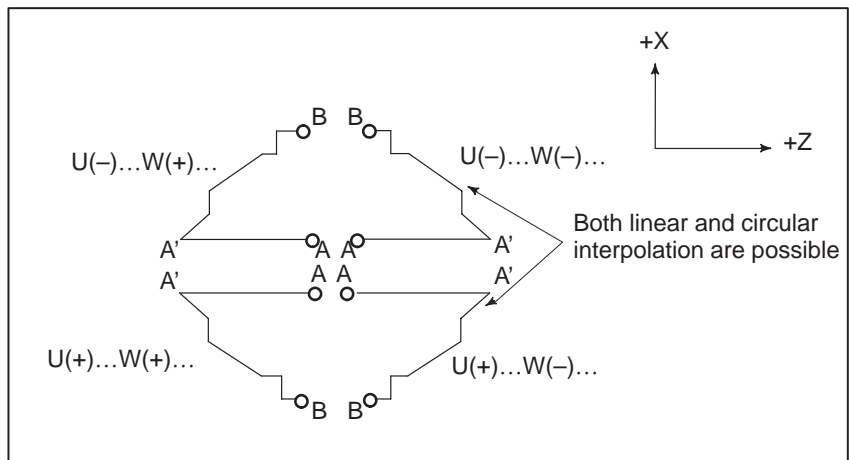 +X
B B
U(–)...W(+)... U(–)...W(–)... +Z
Both linear and circular
interpolation are possible
A' A A A'
A' A A A'
U(+)...W(+)... U(+)...W(–)...
B B